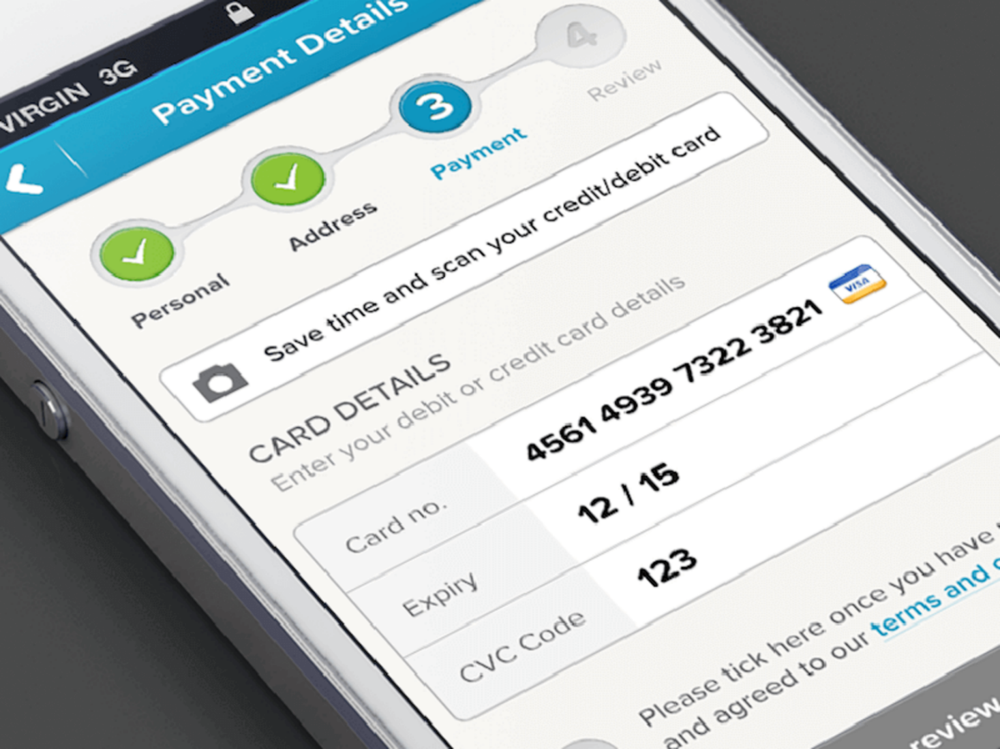 VIRGIN 3G
Payment Details
4
Review
3
Payment
Address
Personal
Save time and scan your credit/debit card
CARD DETAILS
Enter your debit or credit card details
Card no. 4561 4939 7322 3821 VISA
Expiry 12 / 15
CVC Code 123
Please tick here once you have
and agreed to our terms and
review